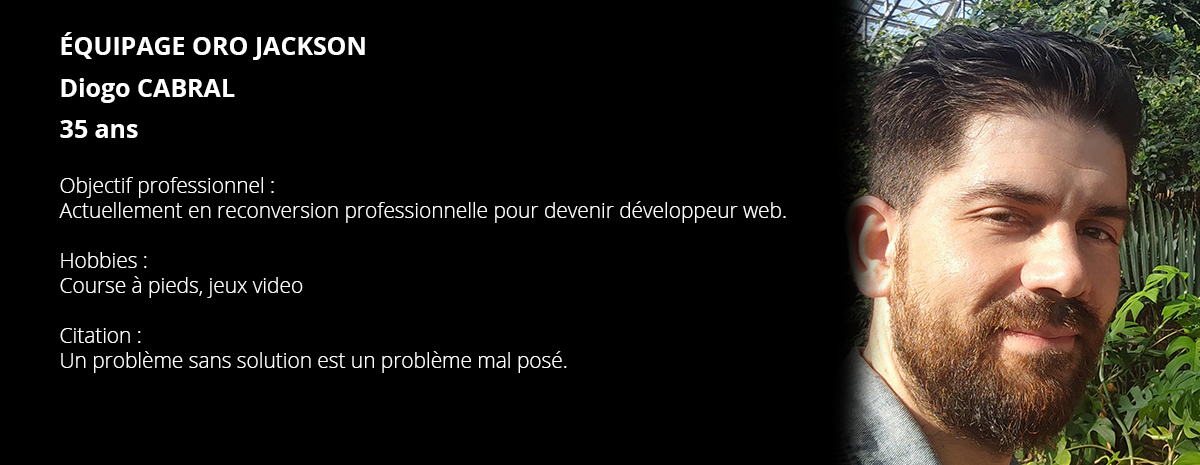 ÉQUIPAGE ORO JACKSON
Diogo CABRAL
35 ans
Objectif professionnel :
Actuellement en reconversion professionnelle pour devenir développeur web.
Hobbies :
Course à pieds, jeux video
Citation :
Un problème sans solution est un problème mal posé.